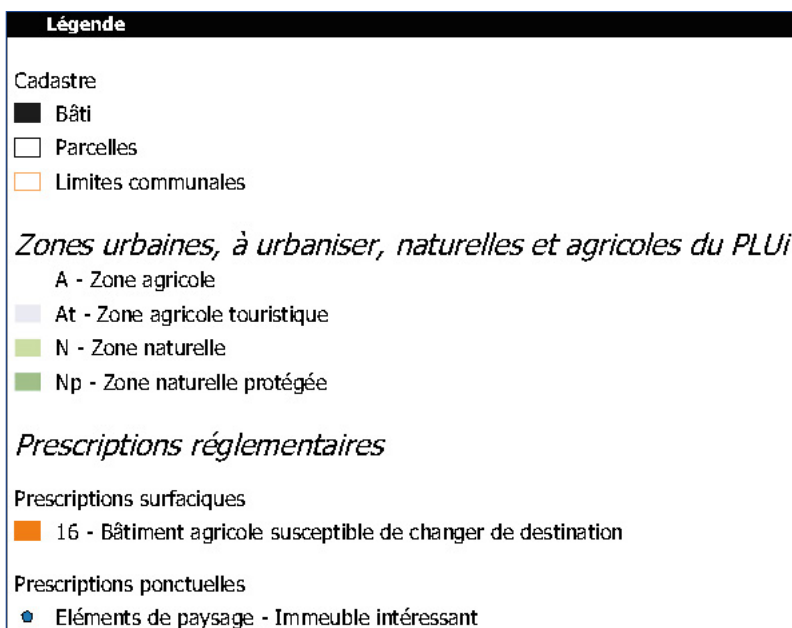 Légende
Cadastre
Bâti
Parcelles
Limites communales
Zones urbaines, à urbaniser, naturelles et agricoles du PLUi
A - Zone agricole
At - Zone agricole touristique
N - Zone naturelle
Np - Zone naturelle protégée
Prescriptions réglementaires
Prescriptions surfaciques
16 - Bâtiment agricole susceptible de changer de destination
Prescriptions ponctuelles
Eléments de paysage - Immeuble intéressant